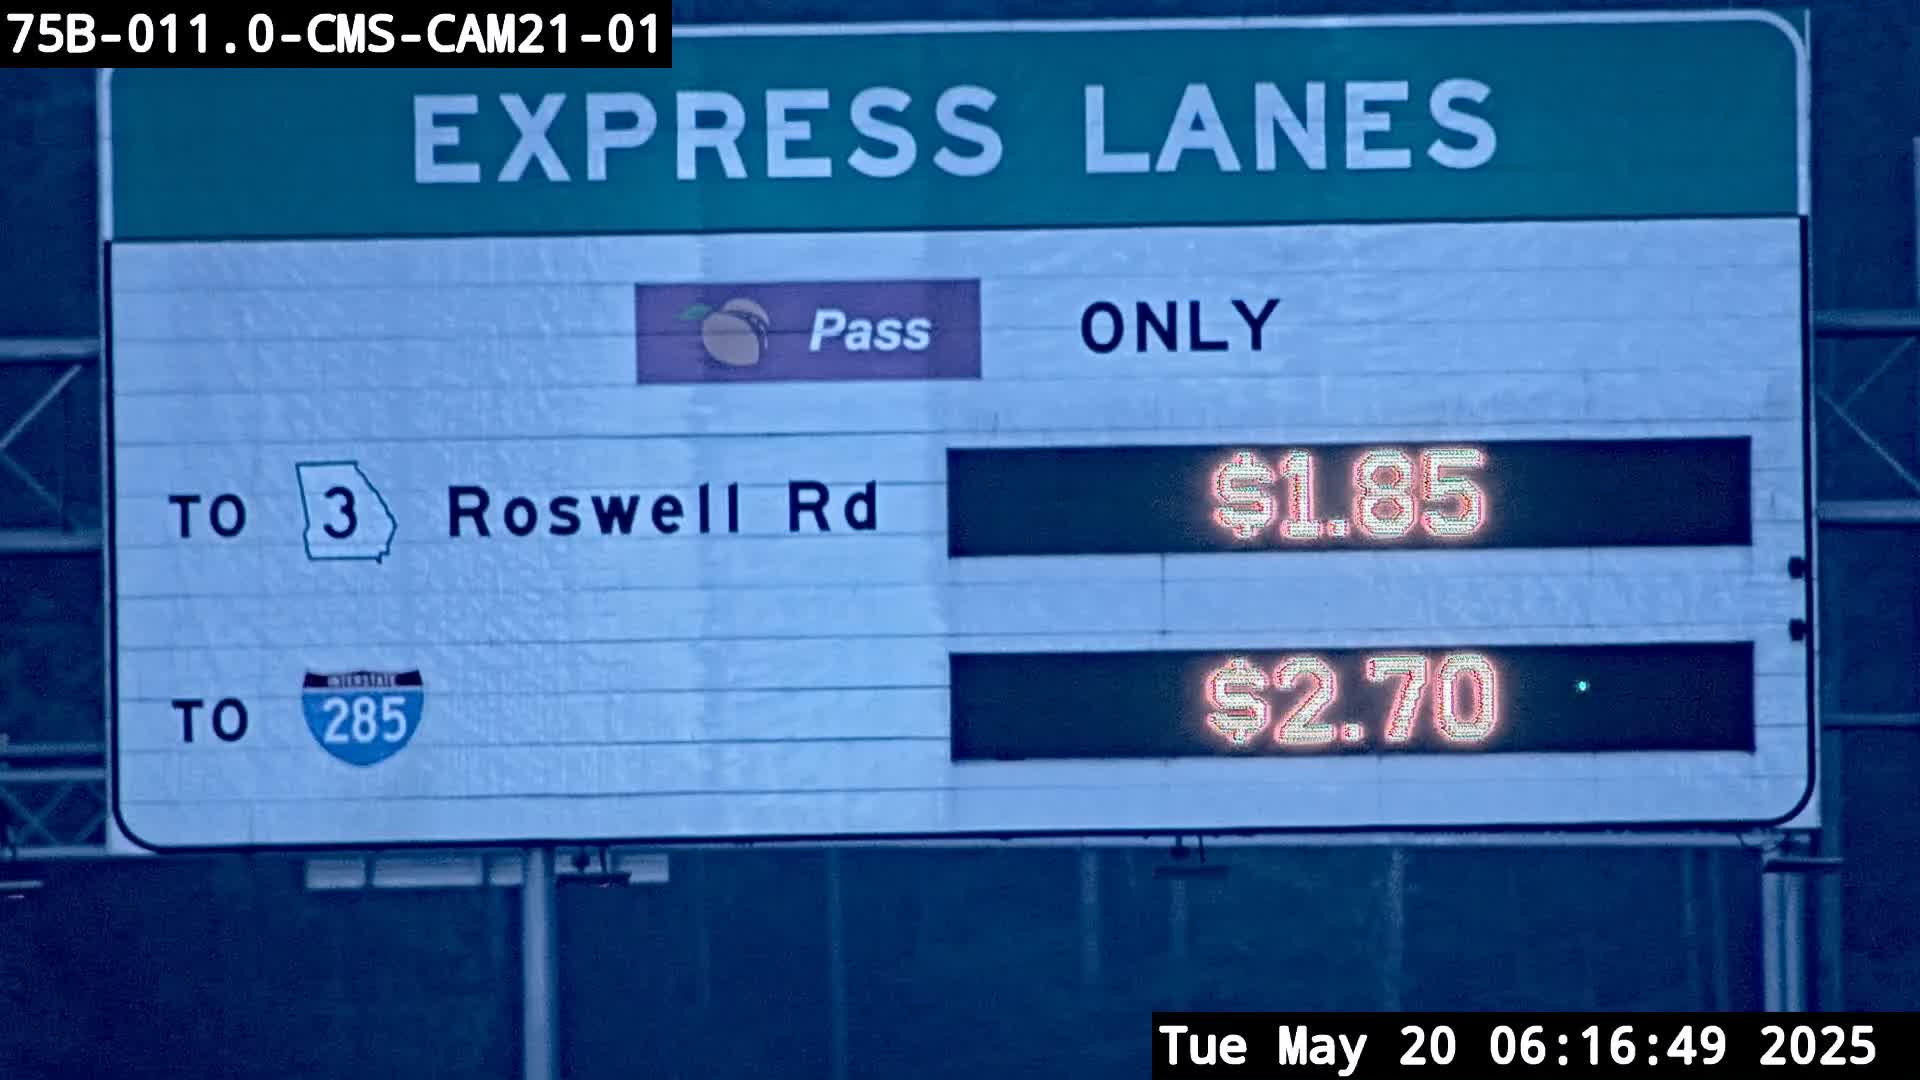 75B-011.0-CMS-CAM21-01
EXPRESS LANES
Pass ONLY
TO 3 Roswell Rd $1.85
TO INTERSTATE 285 $2.70
Tue May 20 06:16:49 2025